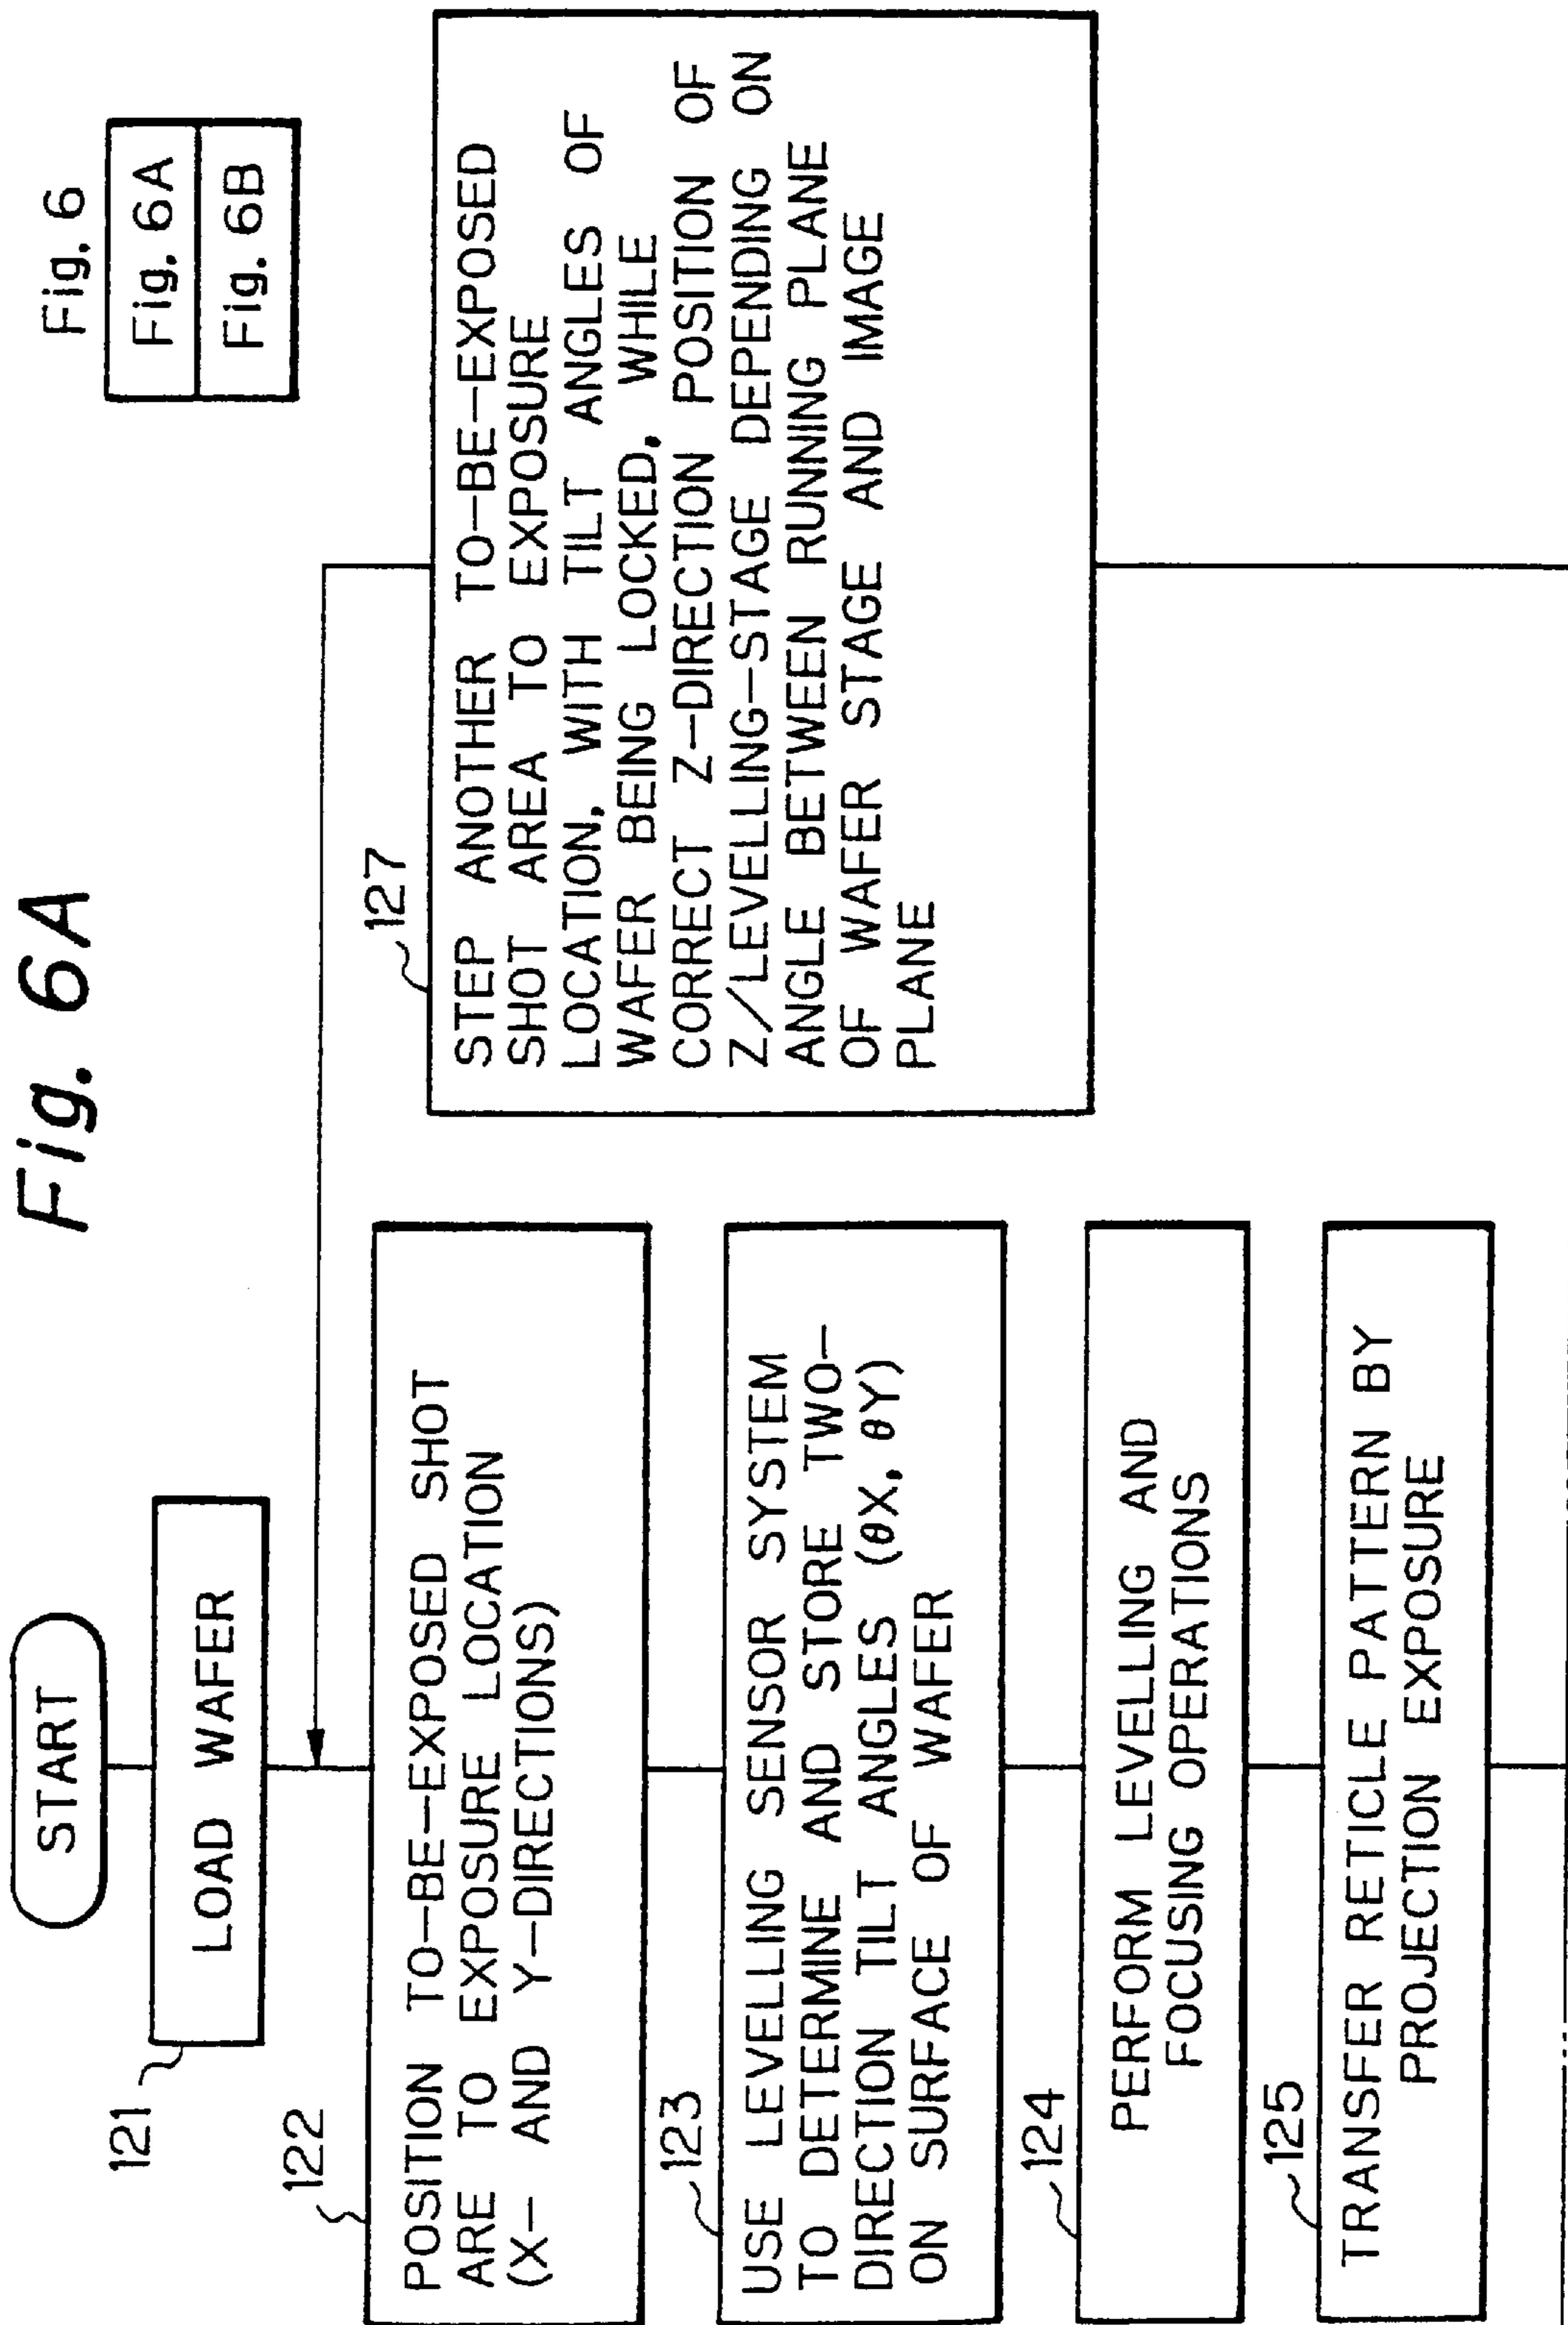 Fig. 6A
Fig. 6
Fig. 6A
Fig. 6B
START
121
LOAD WAFER
122
POSITION TO-BE-EXPOSED SHOT
ARE TO EXPOSURE LOCATION
(X- AND Y-DIRECTIONS)
123
USE LEVELLING SENSOR SYSTEM
TO DETERMINE AND STORE TWO-
DIRECTION TILT ANGLES (θX, θY)
ON SURFACE OF WAFER
124
PERFORM LEVELLING AND
FOCUSING OPERATIONS
125
TRANSFER RETICLE PATTERN BY
PROJECTION EXPOSURE
127
STEP ANOTHER TO-BE-EXPOSED
SHOT AREA TO EXPOSURE
LOCATION, WITH TILT ANGLES OF
WAFER BEING LOCKED, WHILE
CORRECT Z-DIRECTION POSITION OF
Z/LEVELLING-STAGE DEPENDING ON
ANGLE BETWEEN RUNNING PLANE
OF WAFER STAGE AND IMAGE
PLANE